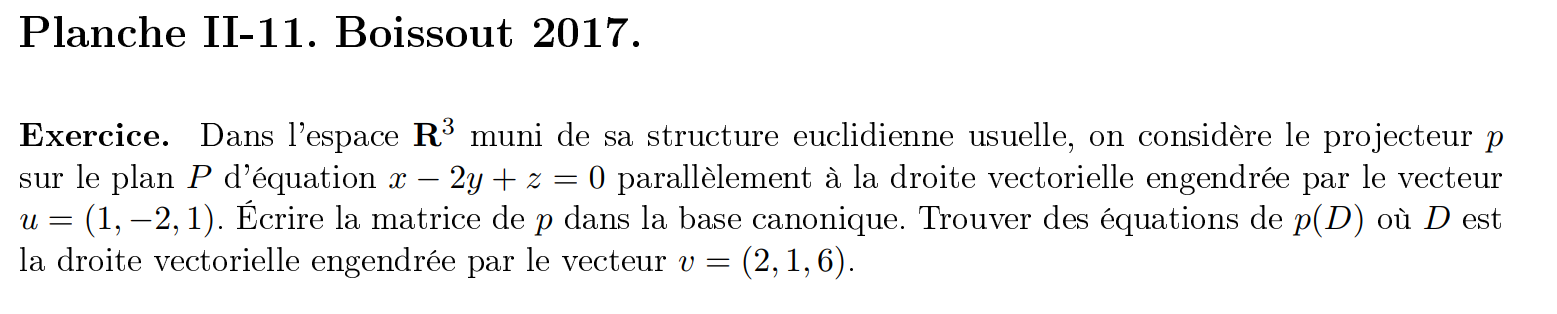 Planche II-11. Boissout 2017.
Exercice. Dans l'espace R³ muni de sa structure euclidienne usuelle, on considère le projecteur p
sur le plan P d'équation x − 2y + z = 0 parallèlement à la droite vectorielle engendrée par le vecteur
u = (1, −2, 1). Écrire la matrice de p dans la base canonique. Trouver des équations de p(D) où D est
la droite vectorielle engendrée par le vecteur v = (2, 1, 6).